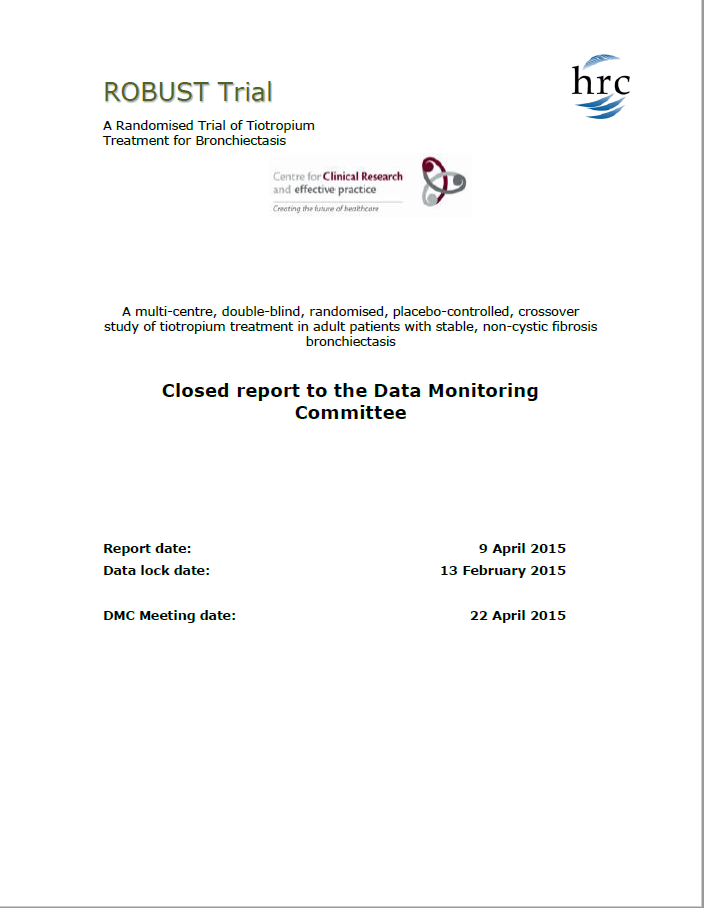 ROBUST Trial
hrc
A Randomised Trial of Tiotropium
Treatment for Bronchiectasis
Centre for Clinical Research
and effective practice
Creating the future of healthcare
A multi-centre, double-blind, randomised, placebo-controlled, crossover
study of tiotropium treatment in adult patients with stable, non-cystic fibrosis
bronchiectasis
Closed report to the Data Monitoring
Committee
Report date: 9 April 2015
Data lock date: 13 February 2015
DMC Meeting date: 22 April 2015